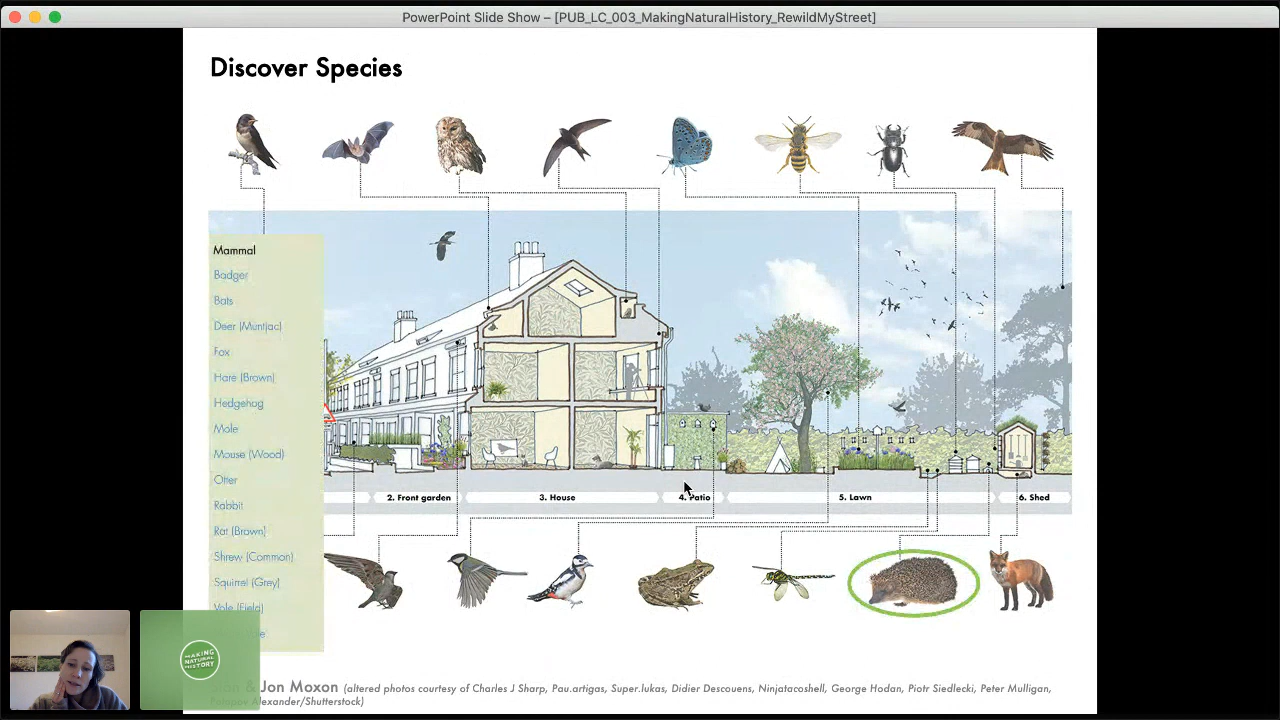 PowerPoint Slide Show – [PUB_LC_003_MakingNaturalHistory_RewildMyStreet]
Discover Species
Mammal
Badger
Bats
Deer (Muntjac)
Fox
Hare (Brown)
Hedgehog
Mole
Mouse (Wood)
Otter
Rabbit
Rat (Brown)
Shrew (Common)
Squirrel (Grey)
Vole (Field)
2. Front garden
3. House
4. Patio
5. Lawn
6. Shed
MAKING
NATURAL
HISTORY
& Jon Moxon (altered photos courtesy of Charles J Sharp, Pau.artigas, Super.lukas, Didier Descouens, Ninjatacoshell, George Hodan, Piotr Siedlecki, Peter Mulligan,
Alexander/Shutterstock)